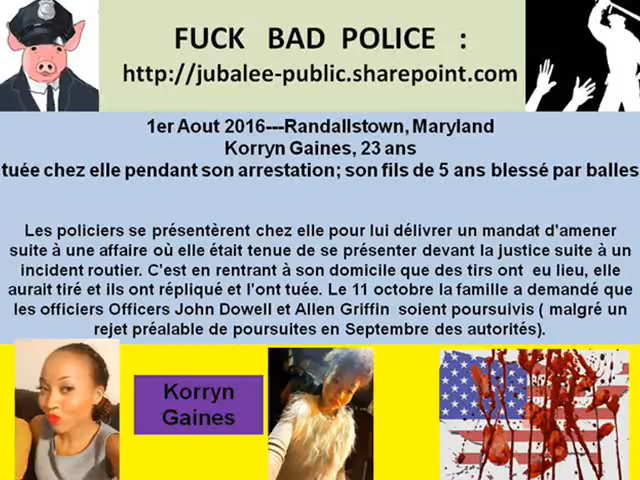 FUCK BAD POLICE :
http://jubalee-public.sharepoint.com
1er Aout 2016---Randallstown, Maryland
Korryn Gaines, 23 ans
tuée chez elle pendant son arrestation; son fils de 5 ans blessé par balles
Les policiers se présentèrent chez elle pour lui délivrer un mandat d'amener
suite à une affaire où elle était tenue de se présenter devant la justice suite à un
incident routier. C'est en rentrant à son domicile que des tirs ont eu lieu, elle
aurait tiré et ils ont répliqué et l'ont tuée. Le 11 octobre la famille a demandé que
les officiers Officers John Dowell et Allen Griffin soient poursuivis ( malgré un
rejet préalable de poursuites en Septembre des autorités).
Korryn
Gaines